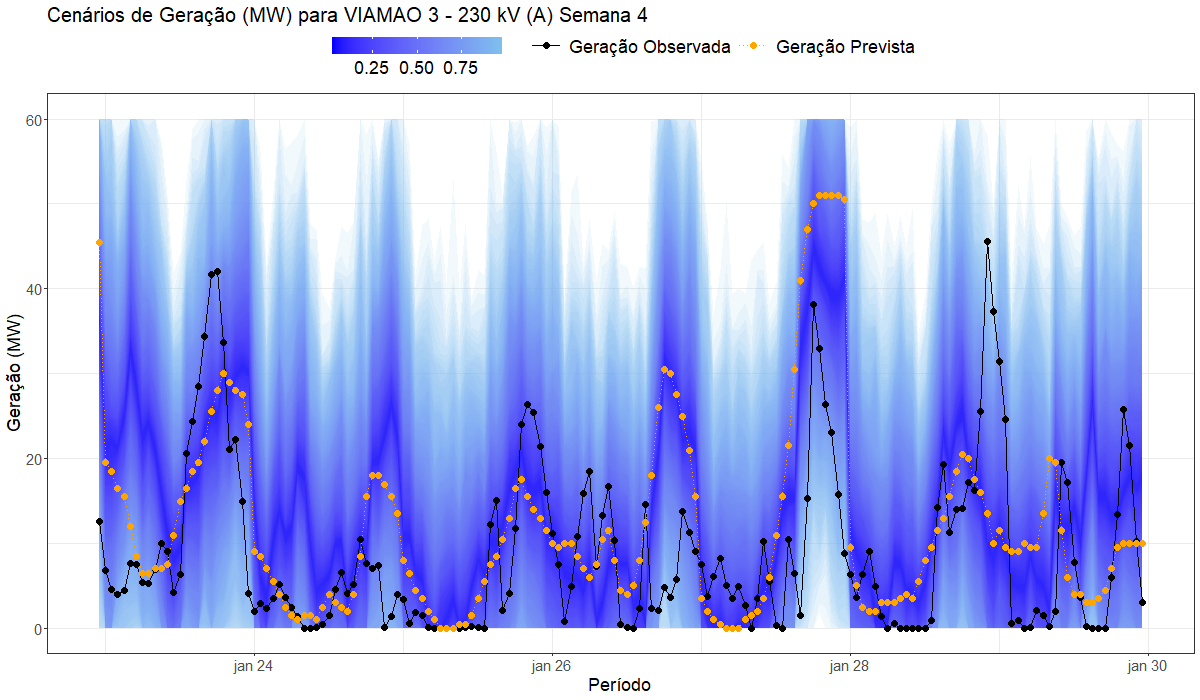 Cenários de Geração (MW) para VIAMAO 3 - 230 kV (A) Semana 4
0.25 0.50 0.75
Geração Observada
Geração Prevista
Geração (MW)
60
40
20
0
jan 24 jan 26 jan 28 jan 30
Período